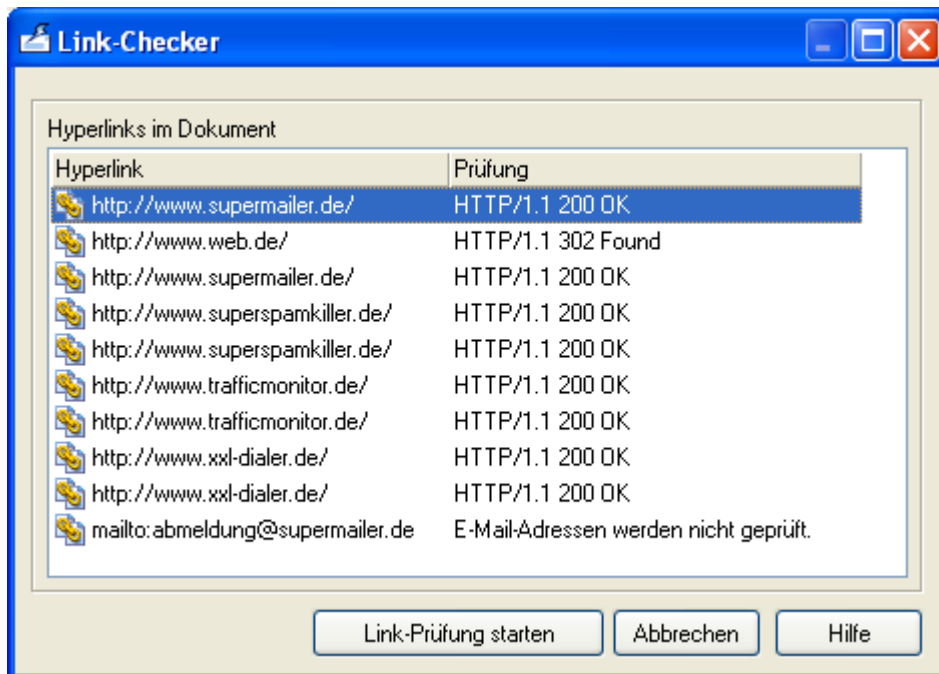 Link-Checker
Hyperlinks im Dokument
Hyperlink Prüfung
http://www.supermailer.de/ HTTP/1.1 200 OK
http://www.web.de/ HTTP/1.1 302 Found
http://www.supermailer.de/ HTTP/1.1 200 OK
http://www.superspamkiller.de/ HTTP/1.1 200 OK
http://www.superspamkiller.de/ HTTP/1.1 200 OK
http://www.trafficmonitor.de/ HTTP/1.1 200 OK
http://www.trafficmonitor.de/ HTTP/1.1 200 OK
http://www.xxl-dialer.de/ HTTP/1.1 200 OK
http://www.xxl-dialer.de/ HTTP/1.1 200 OK
mailto:abmeldung@supermailer.de E-Mail-Adressen werden nicht geprüft.
Link-Prüfung starten Abbrechen Hilfe